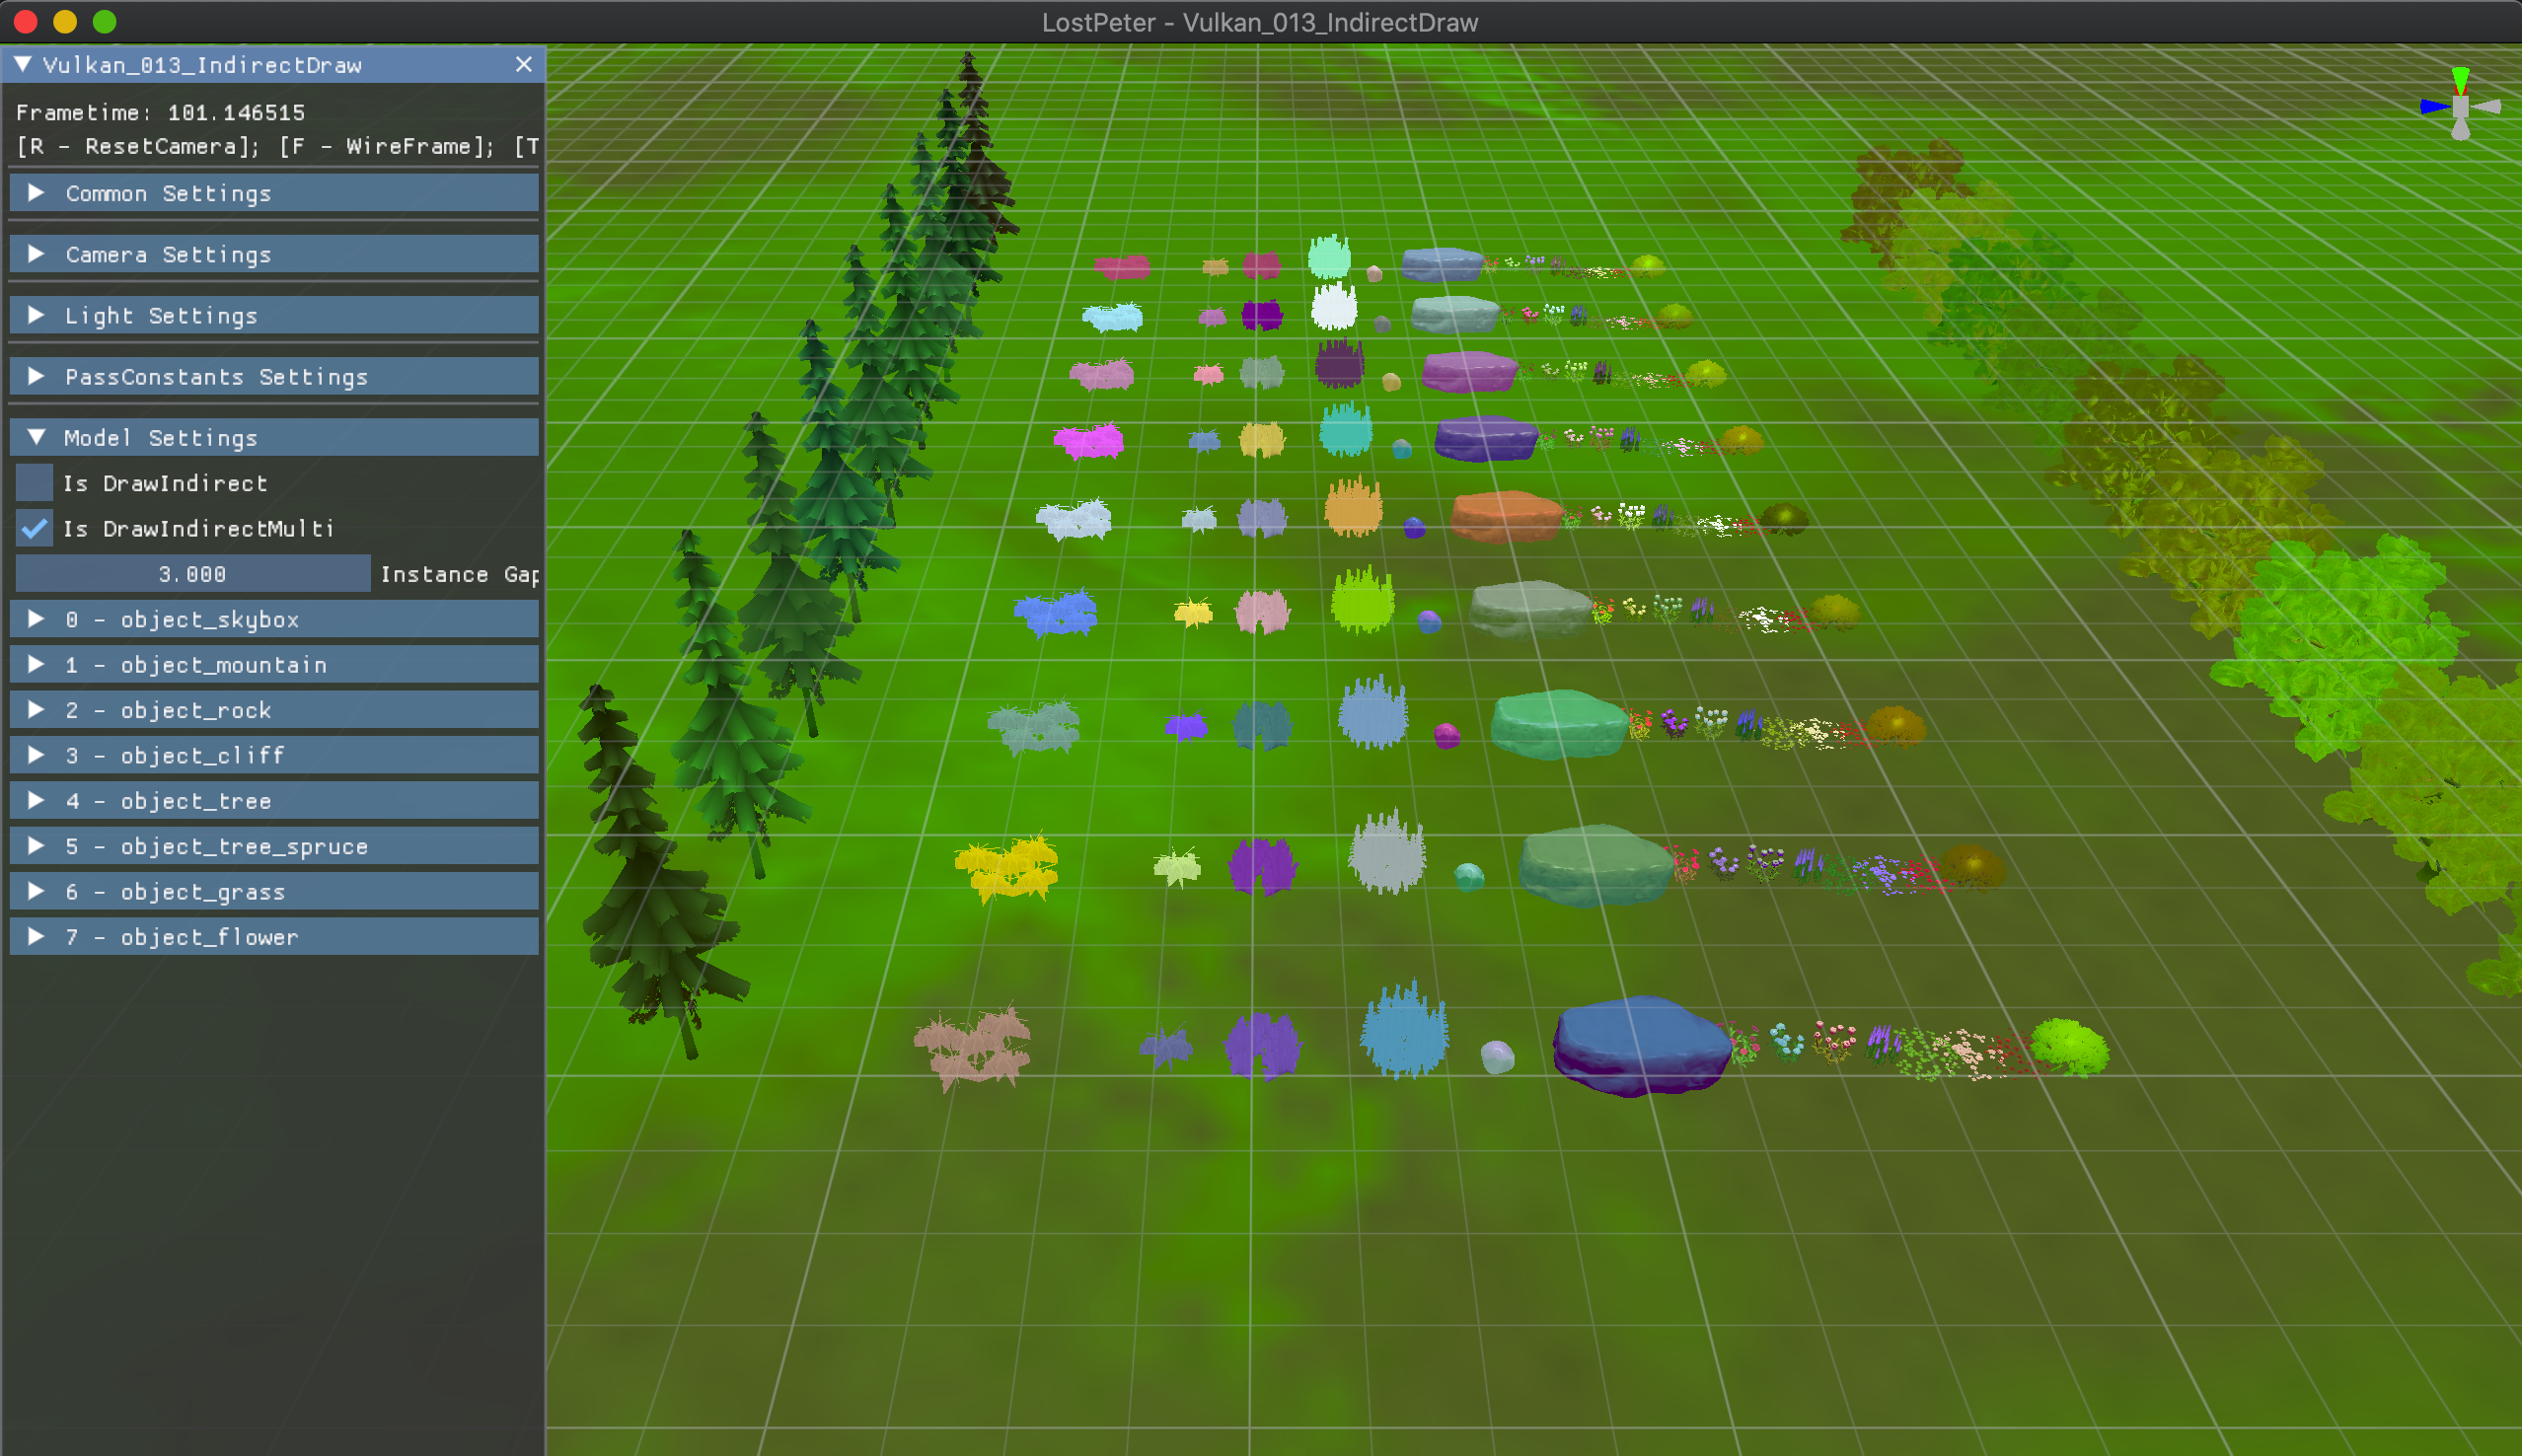 LostPeter - Vulkan_013_IndirectDraw
Vulkan_013_IndirectDraw
Frametime: 101.146515
[R - ResetCamera]; [F - WireFrame]; [T
Common Settings
Camera Settings
Light Settings
PassConstants Settings
Model Settings
Is DrawIndirect
Is DrawIndirectMulti
3.000 Instance Gap
0 - object_skybox
1 - object_mountain
2 - object_rock
3 - object_cliff
4 - object_tree
5 - object_tree_spruce
6 - object_grass
7 - object_flower